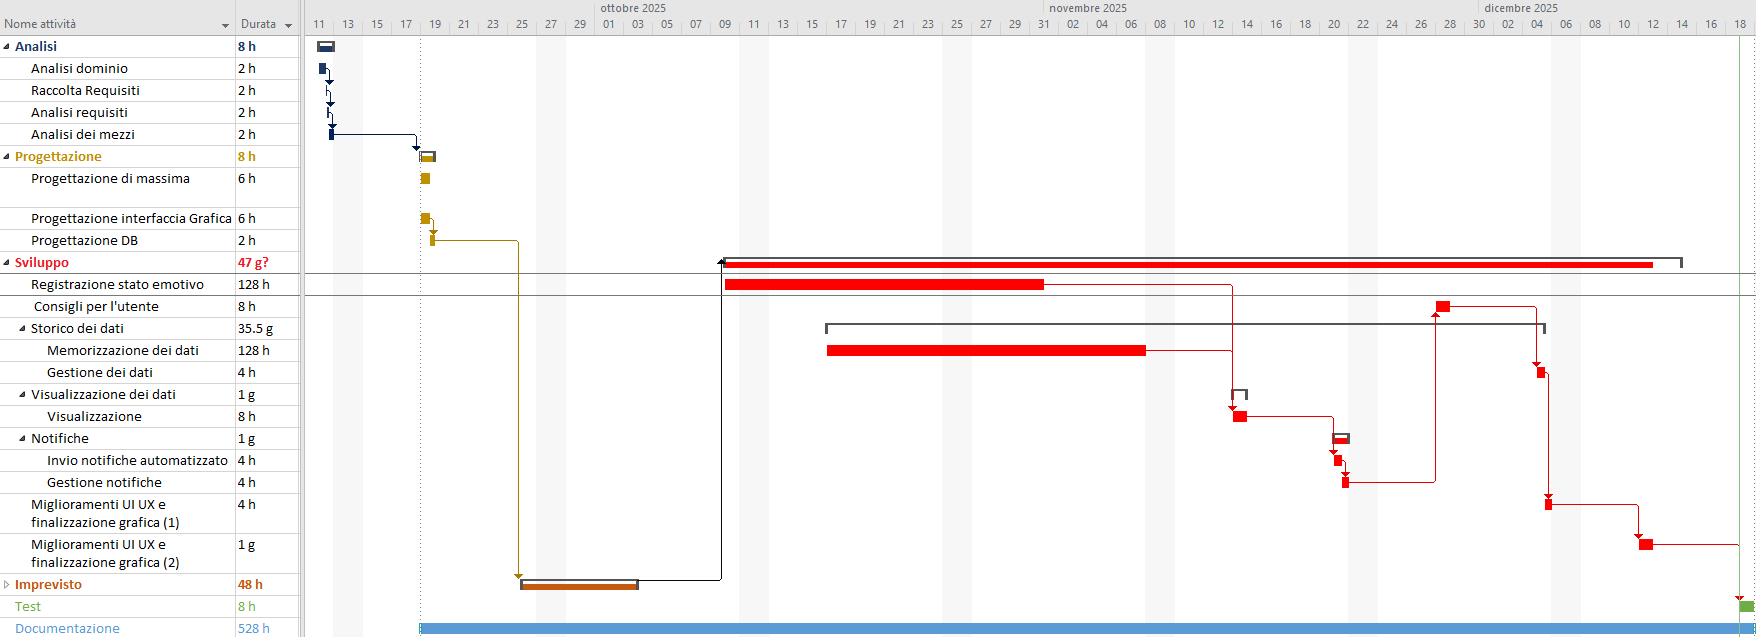 ottobre 2025 novembre 2025 dicembre 2025
Nome attività Durata 11 13 15 17 19 21 23 25 27 29 01 03 05 07 09 11 13 15 17 19 21 23 25 27 29 31 02 04 06 08 10 12 14 16 18 20 22 24 26 28 30 02 04 06 08 10 12 14 16 18
Analisi 8 h
Analisi dominio 2 h
Raccolta Requisiti 2 h
Analisi requisiti 2 h
Analisi dei mezzi 2 h
Progettazione 8 h
Progettazione di massima 6 h
Progettazione interfaccia Grafica 6 h
Progettazione DB 2 h
Sviluppo 47 g?
Registrazione stato emotivo 128 h
Consigli per l'utente 8 h
Storico dei dati 35.5 g
Memorizzazione dei dati 128 h
Gestione dei dati 4 h
Visualizzazione dei dati 1 g
Visualizzazione 8 h
Notifiche 1 g
Invio notifiche automatizzato 4 h
Gestione notifiche 4 h
Miglioramenti UI UX e 4 h
finalizzazione grafica (1)
Miglioramenti UI UX e 1 g
finalizzazione grafica (2)
Imprevisto 48 h
Test 8 h
Documentazione 528 h